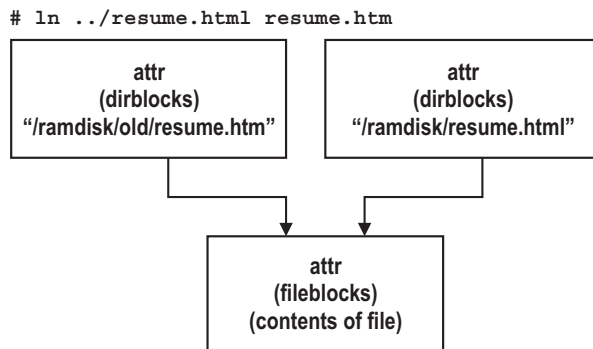 # ln ../resume.html resume.htm
attr
(dirblocks)
“/ramdisk/old/resume.htm”
attr
(dirblocks)
“/ramdisk/resume.html”
attr
(fileblocks)
(contents of file)